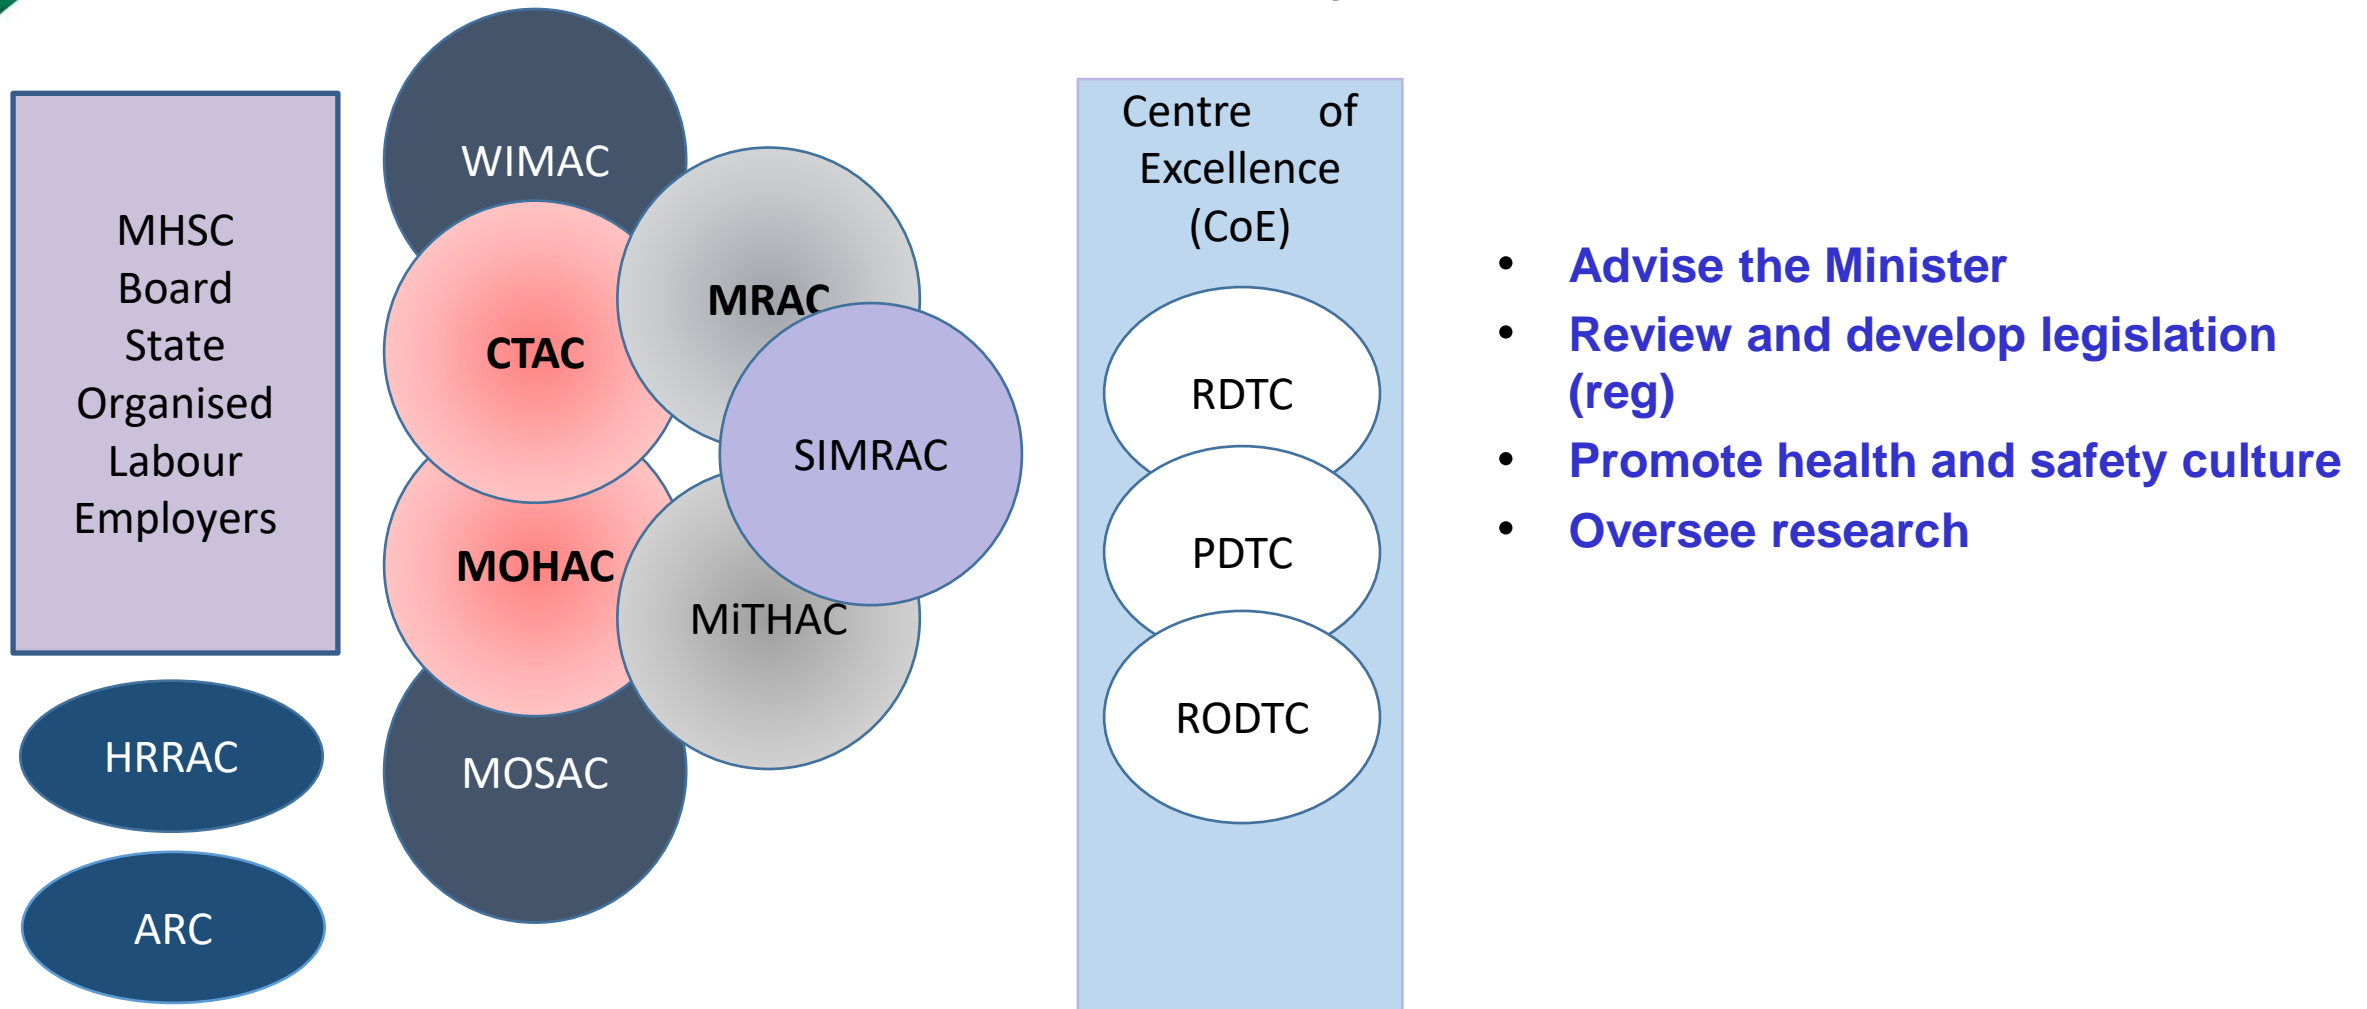 MHSC
Board
State
Organised
Labour
Employers
HRRAC
ARC
WIMAC
CTAC
MRAC
SIMRAC
MOHAC
MiTHAC
MOSAC
Centre of
Excellence
(CoE)
RDTC
PDTC
RODTC
• Advise the Minister
• Review and develop legislation
(reg)
• Promote health and safety culture
• Oversee research